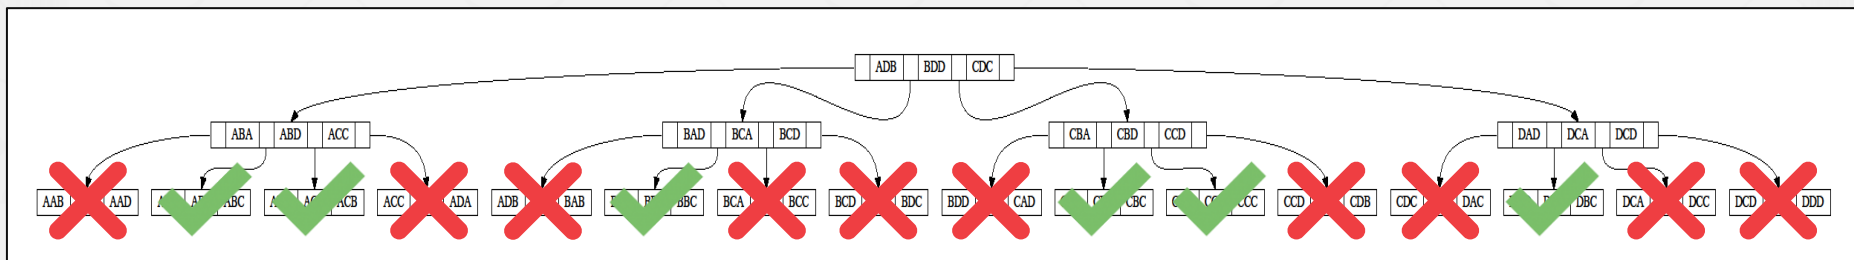 ADB BDD CDC
ABA ABD ACC BAD BCA BCD CBA CBD CCD DAD DCA DCD
AAB AAD ABC ACB ACC ADA ADB BAB BBC BCA BCC BCD BDC BDD CAD CBC CCC CCD CDB CDC DAC DBC DCA DCC DCD DDD